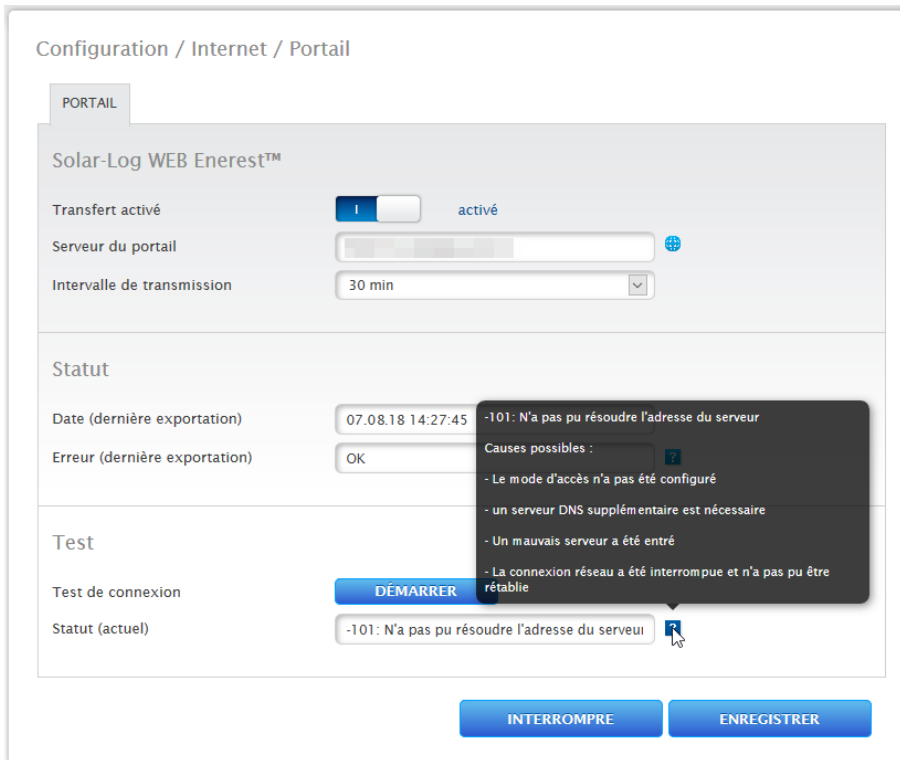 Configuration / Internet / Portail
PORTAIL
Solar-Log WEB Enerest™
Transfert activé
I
activé
Serveur du portail
Intervalle de transmission
30 min
Statut
Date (dernière exportation)
07.08.18 14:27:45
Erreur (dernière exportation)
OK
?
-101: N'a pas pu résoudre l'adresse du serveur
Causes possibles :
- Le mode d'accès n'a pas été configuré
- un serveur DNS supplémentaire est nécessaire
- Un mauvais serveur a été entré
- La connexion réseau a été interrompue et n'a pas pu être
rétablie
Test
Test de connexion
DÉMARRER
Statut (actuel)
-101: N'a pas pu résoudre l'adresse du serveur
?
INTERROMPRE
ENREGISTRER